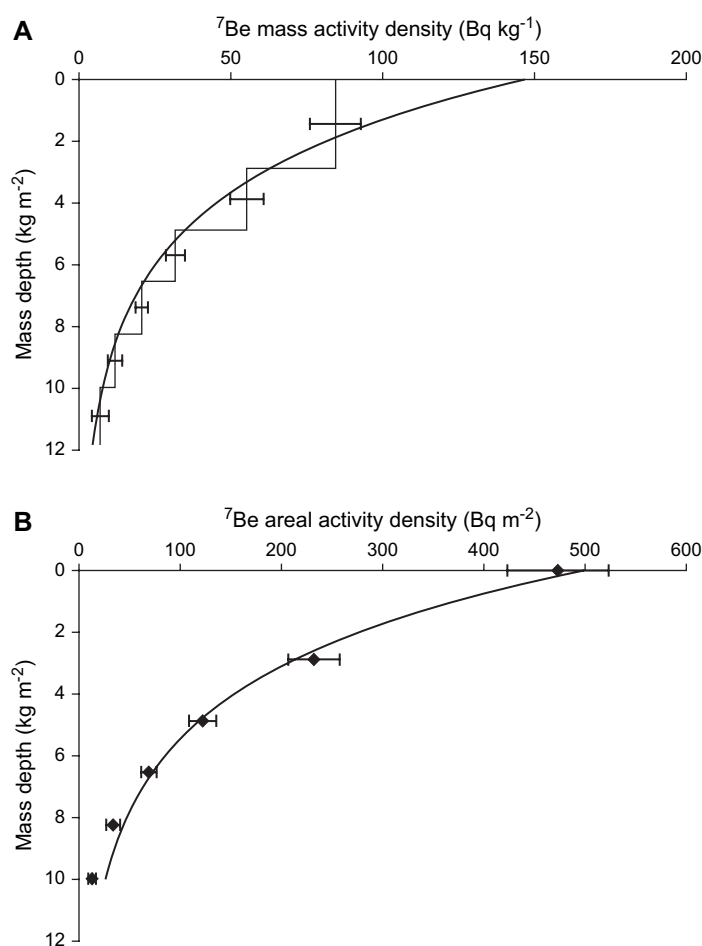 A
⁷Be mass activity density (Bq kg⁻¹)
0 50 100 150 200
0
2
4
6
8
10
12
Mass depth (kg m⁻²)
B
⁷Be areal activity density (Bq m⁻²)
0 100 200 300 400 500 600
0
2
4
6
8
10
12
Mass depth (kg m⁻²)